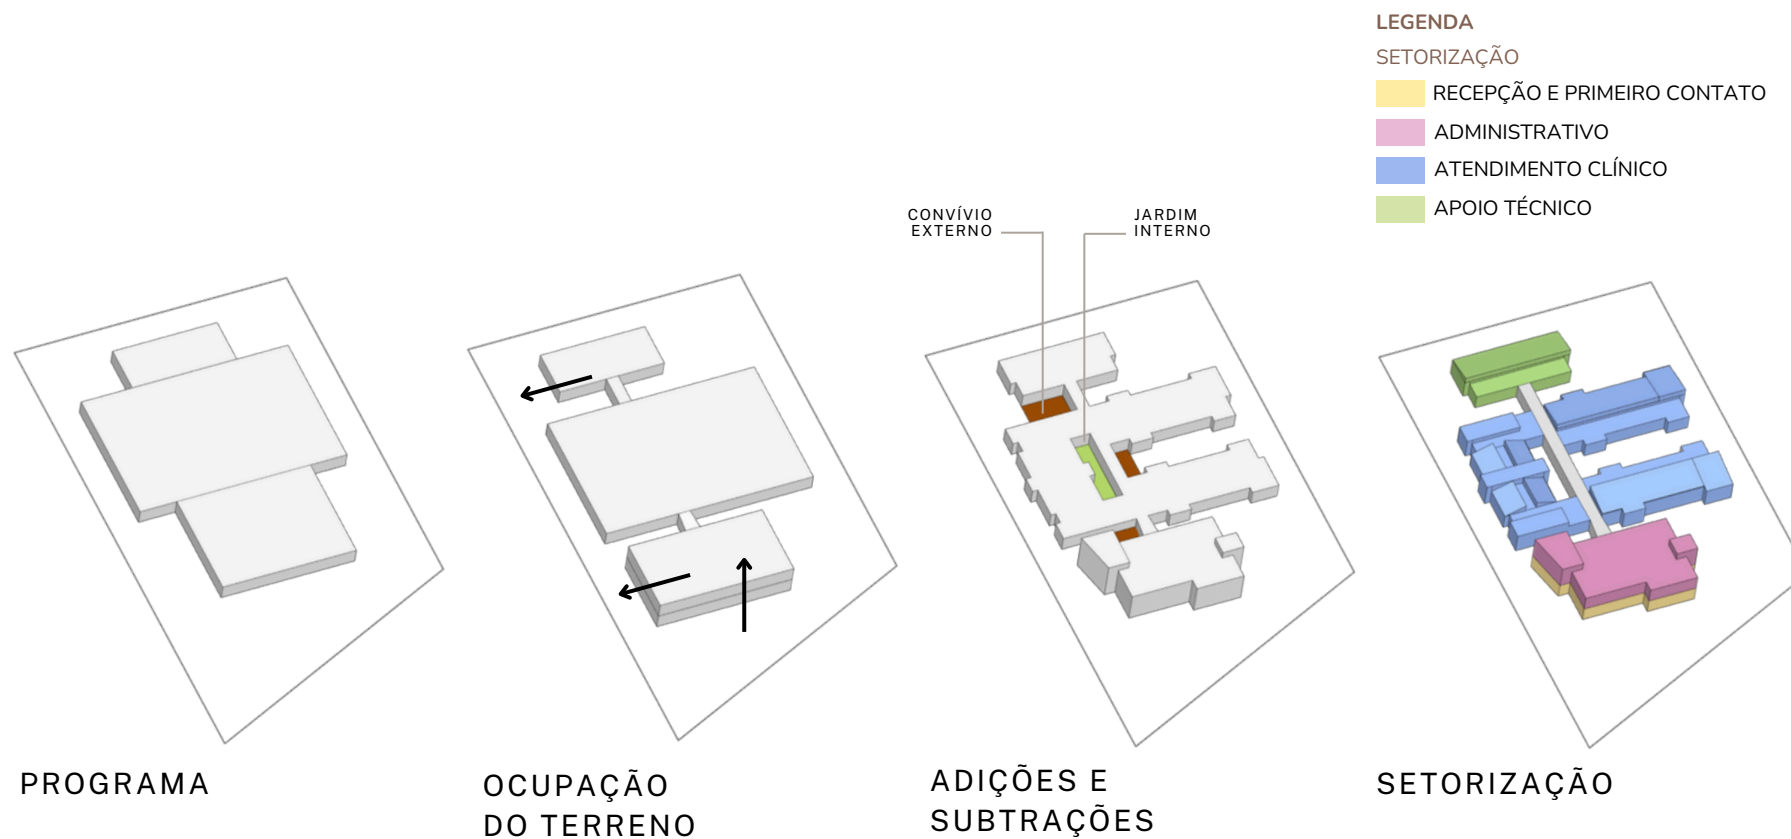 LEGENDA
SETORIZAÇÃO
RECEPÇÃO E PRIMEIRO CONTATO
ADMINISTRATIVO
ATENDIMENTO CLÍNICO
APOIO TÉCNICO
CONVÍVIO
EXTERNO
JARDIM
INTERNO
PROGRAMA
OCUPAÇÃO
DO TERRENO
ADIÇÕES E
SUBTRAÇÕES
SETORIZAÇÃO